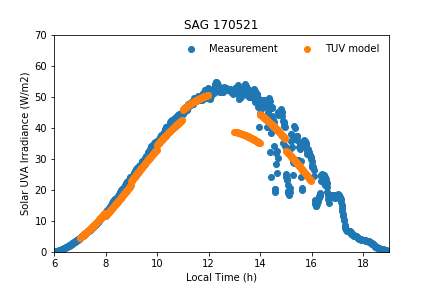 SAG 170521
Measurement TUV model
Solar UVA Irradiance (W/m2)
70
60
50
40
30
20
10
0
6 8 10 12 14 16 18
Local Time (h)